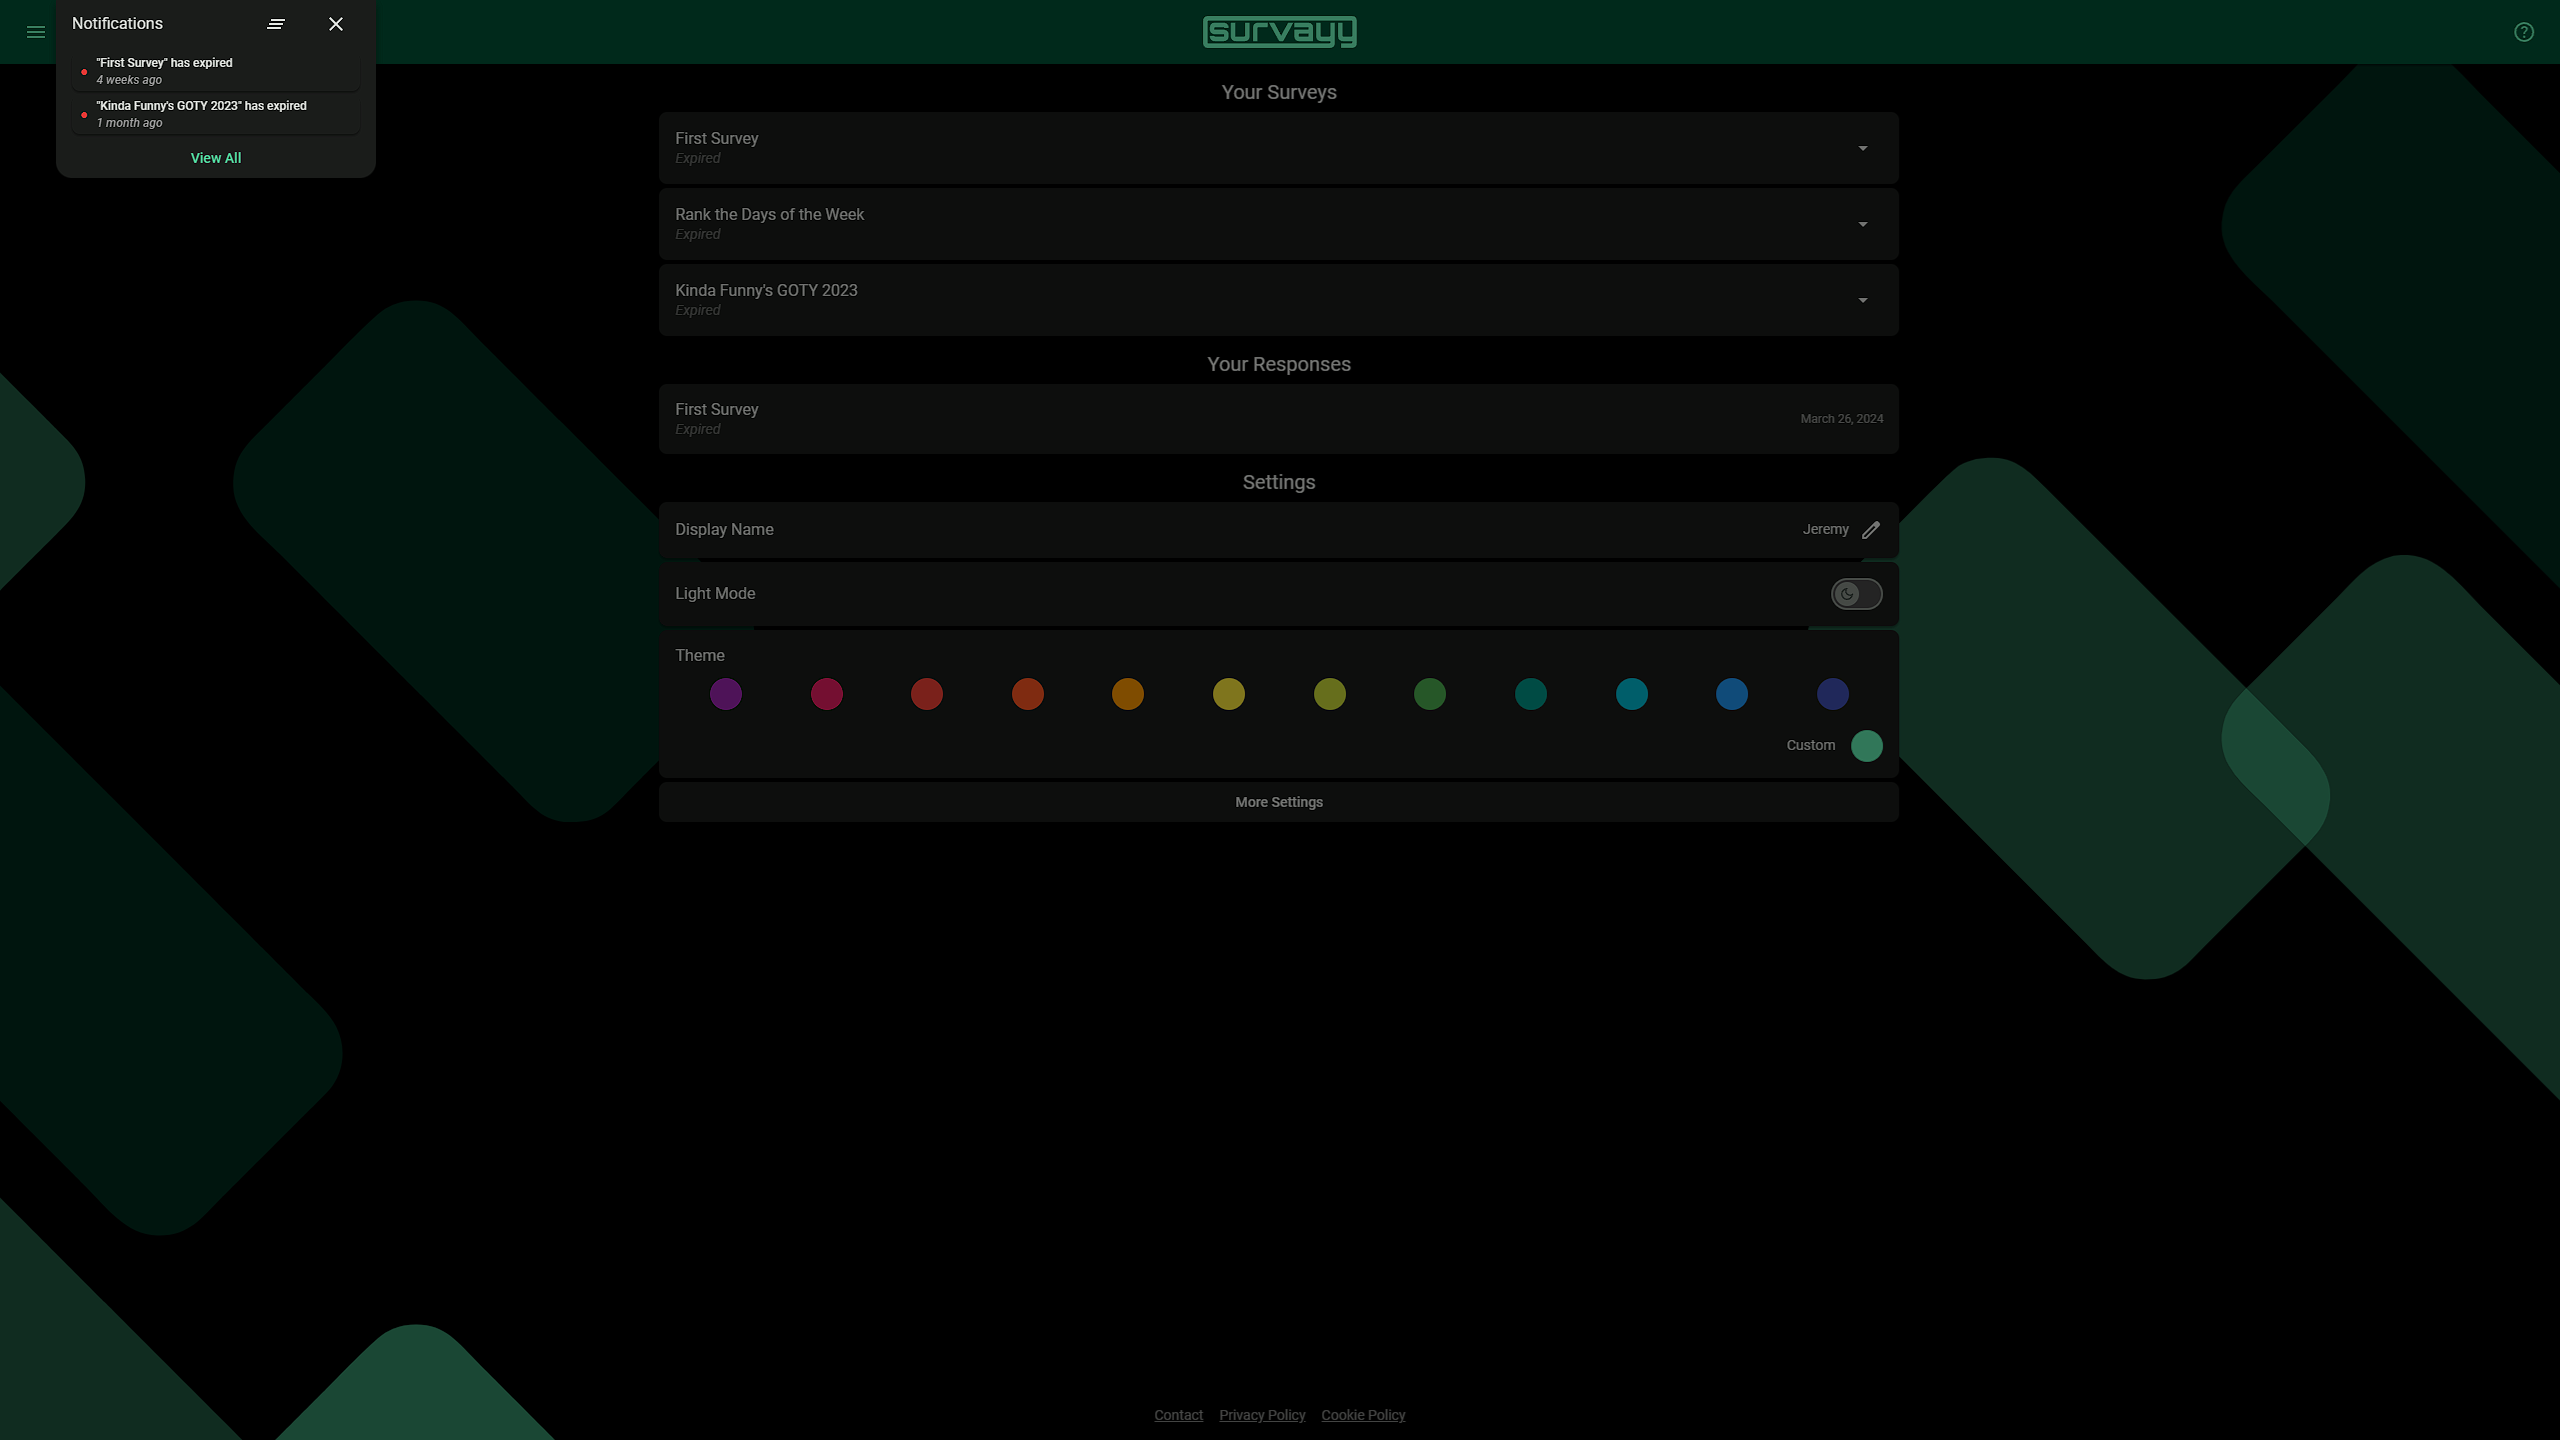 Notifications
"First Survey" has expired
4 weeks ago
"Kinda Funny's GOTY 2023" has expired
1 month ago
View All
survayy
Your Surveys
First Survey
Expired
Rank the Days of the Week
Expired
Kinda Funny's GOTY 2023
Expired
Your Responses
First Survey
Expired
March 26, 2024
Settings
Display Name
Jeremy
Light Mode
Theme
Custom
More Settings
Contact Privacy Policy Cookie Policy